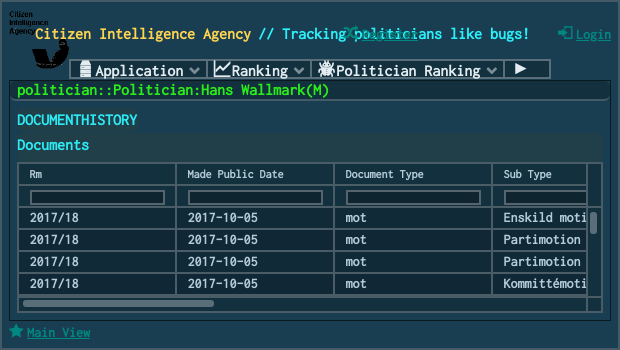 Citizen
Intelligence
Agency
Citizen Intelligence Agency // Tracking politicians like bugs!
Login
Application Ranking Politician Ranking
politician::Politician:Hans Wallmark(M)
DOCUMENTHISTORY
Documents
Rm Made Public Date Document Type Sub Type
2017/18 2017-10-05 mot Enskild moti
2017/18 2017-10-05 mot Partimotion
2017/18 2017-10-05 mot Partimotion
2017/18 2017-10-05 mot Kommittémoti
Main View